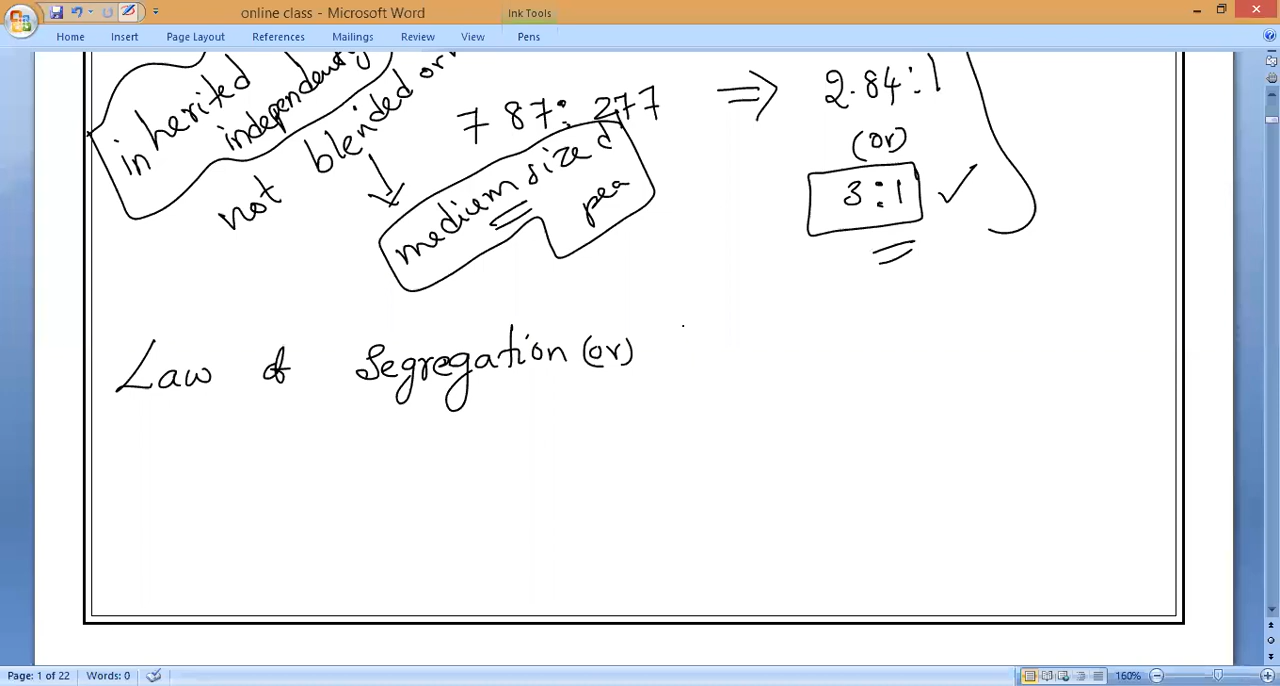 online class - Microsoft Word
Ink Tools
Home Insert Page Layout References Mailings Review View Pens
inherited
independently
not blended or
787 : 277 => 2.84 : 1
(or)
3 : 1 ✓
medium sized
pea
Law of Segregation (or)
Page: 1 of 22 Words: 0 160%